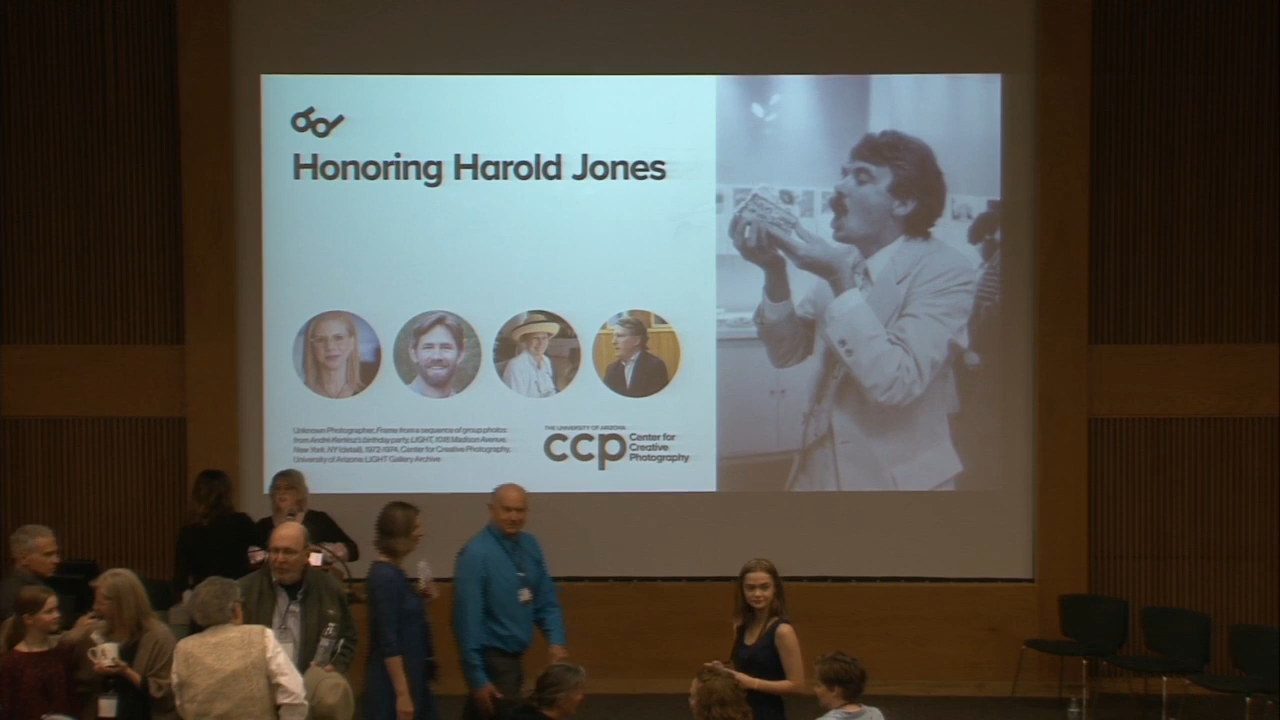 Honoring Harold Jones
Unknown Photographer, Frame from a sequence of group photos
from André Kertész's birthday party, LIGHT, 1018 Madison Avenue,
New York, NY (detail), 1972-1974, Center for Creative Photography,
University of Arizona: LIGHT Gallery Archive
THE UNIVERSITY OF ARIZONA
ccp
Center for
Creative
Photography